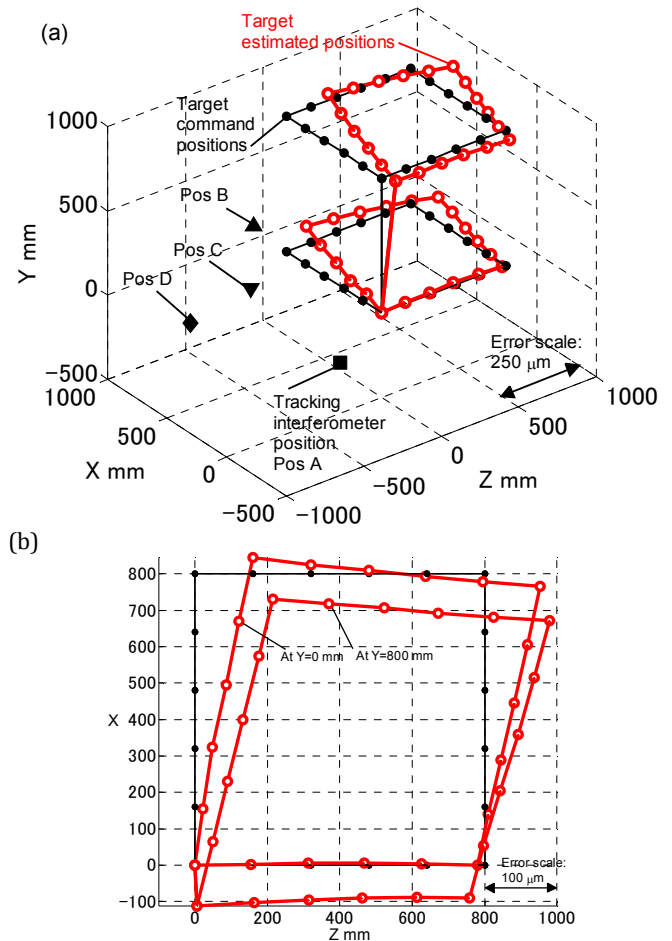 (a)
Target
estimated positions
Target
command
positions
1000
500
0
-500
Y mm
Pos B
Pos C
Pos D
Tracking
interferometer
position
Pos A
Error scale:
250 μm
1000
500
0
-500
X mm
-1000
-500
0
500
1000
Z mm
(b)
800
700
600
500
400
300
200
100
0
-100
X
At Y=0 mm
At Y=800 mm
Error scale:
100 μm
0
200
400
600
800
1000
Z mm